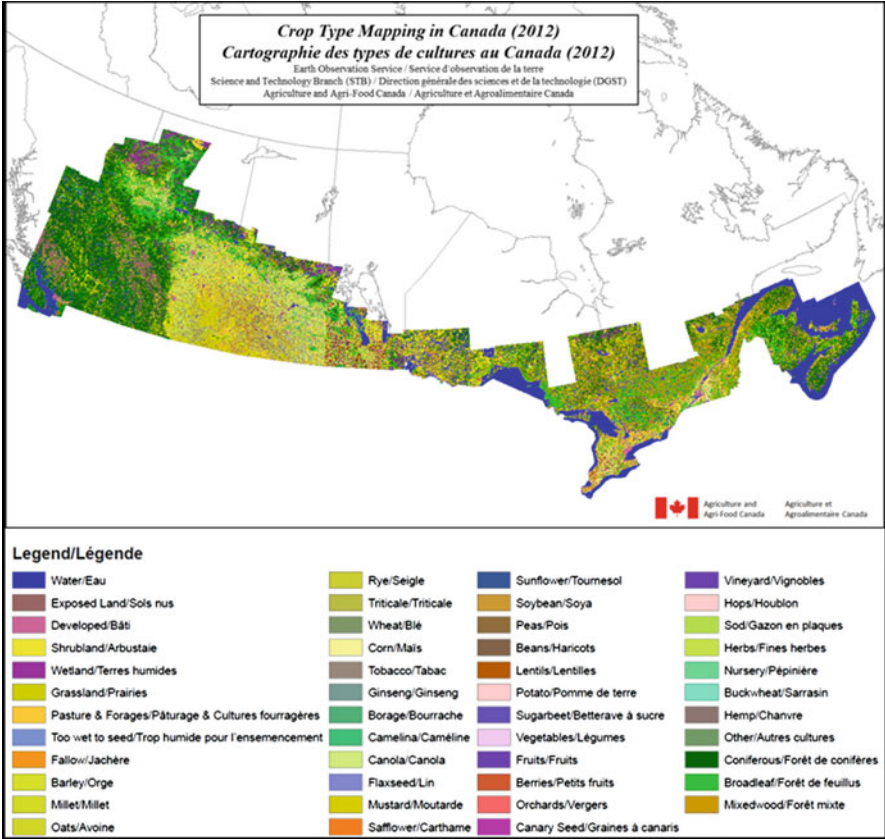 Crop Type Mapping in Canada (2012)
Cartographie des types de cultures au Canada (2012)
Earth Observation Service / Service d'observation de la terre
Science and Technology Branch (STB) / Direction générale des sciences et de la technologie (DGST)
Agriculture and Agri-Food Canada / Agriculture et Agroalimentaire Canada
Agriculture and
Agri-Food Canada
Agriculture et
Agroalimentaire Canada
Legend/Légende
Water/Eau
Exposed Land/Sols nus
Developed/Bâti
Shrubland/Arbustaie
Wetland/Terres humides
Grassland/Prairies
Pasture & Forages/Pâturage & Cultures fourragères
Too wet to seed/Trop humide pour l'ensemencement
Fallow/Jachère
Barley/Orge
Millet/Millet
Oats/Avoine
Rye/Seigle
Triticale/Triticale
Wheat/Blé
Corn/Maïs
Tobacco/Tabac
Ginseng/Ginseng
Borage/Bourrache
Camelina/Caméline
Canola/Canola
Flaxseed/Lin
Mustard/Moutarde
Safflower/Carthame
Sunflower/Tournesol
Soybean/Soya
Peas/Pois
Beans/Haricots
Lentils/Lentilles
Potato/Pomme de terre
Sugarbeet/Betterave à sucre
Vegetables/Légumes
Fruits/Fruits
Berries/Petits fruits
Orchards/Vergers
Canary Seed/Graines à canaris
Vineyard/Vignobles
Hops/Houblon
Sod/Gazon en plaques
Herbs/Fines herbes
Nursery/Pépinière
Buckwheat/Sarrasin
Hemp/Chanvre
Other/Autres cultures
Coniferous/Forêt de conifères
Broadleaf/Forêt de feuillus
Mixedwood/Forêt mixte